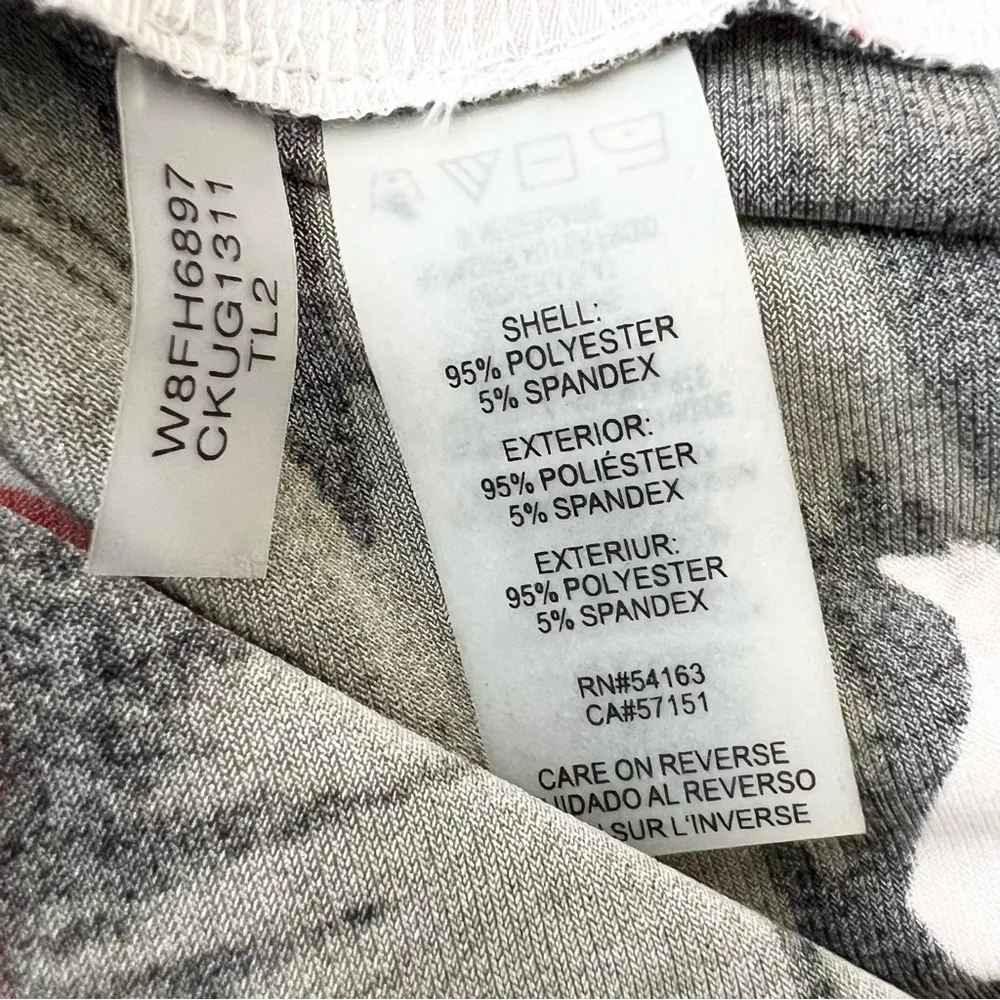 W8FH6897
CKUG1311
TL2
SHELL:
95% POLYESTER
5% SPANDEX
EXTERIOR:
95% POLIÉSTER
5% SPANDEX
EXTERIUR:
95% POLYESTER
5% SPANDEX
RN#54163
CA#57151
CARE ON REVERSE
UIDADO AL REVERSO
SUR L'INVERSE